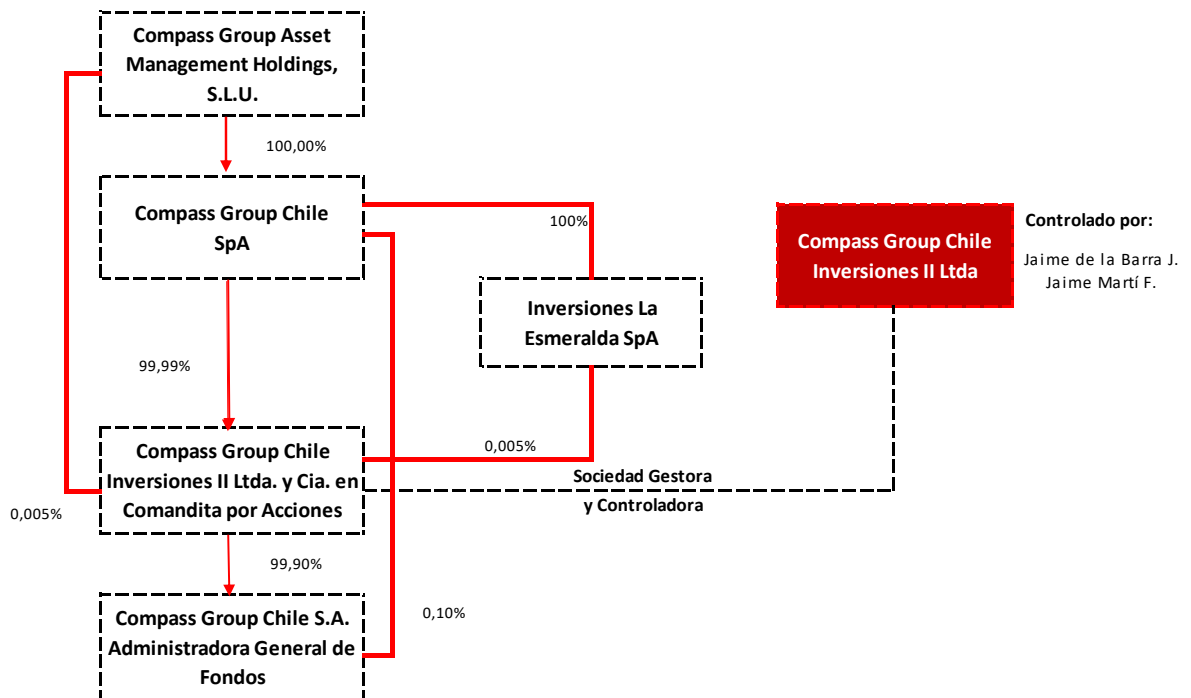 Compass Group Asset
Management Holdings,
S.L.U.
100,00%
Compass Group Chile
SpA
100%
Compass Group Chile
Inversiones II Ltda
Controlado por:
Jaime de la Barra J.
Jaime Martí F.
Inversiones La
Esmeralda SpA
99,99%
Compass Group Chile
Inversiones II Ltda. y Cia. en
Comandita por Acciones
0,005%
Sociedad Gestora
y Controladora
0,005%
99,90%
Compass Group Chile S.A.
Administradora General de
Fondos
0,10%